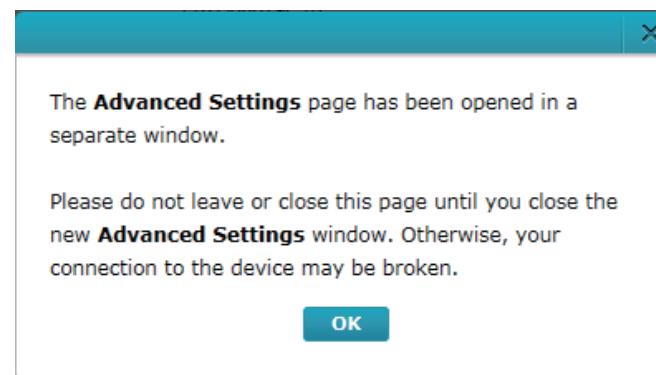 The Advanced Settings page has been opened in a
separate window.
Please do not leave or close this page until you close the
new Advanced Settings window. Otherwise, your
connection to the device may be broken.
OK